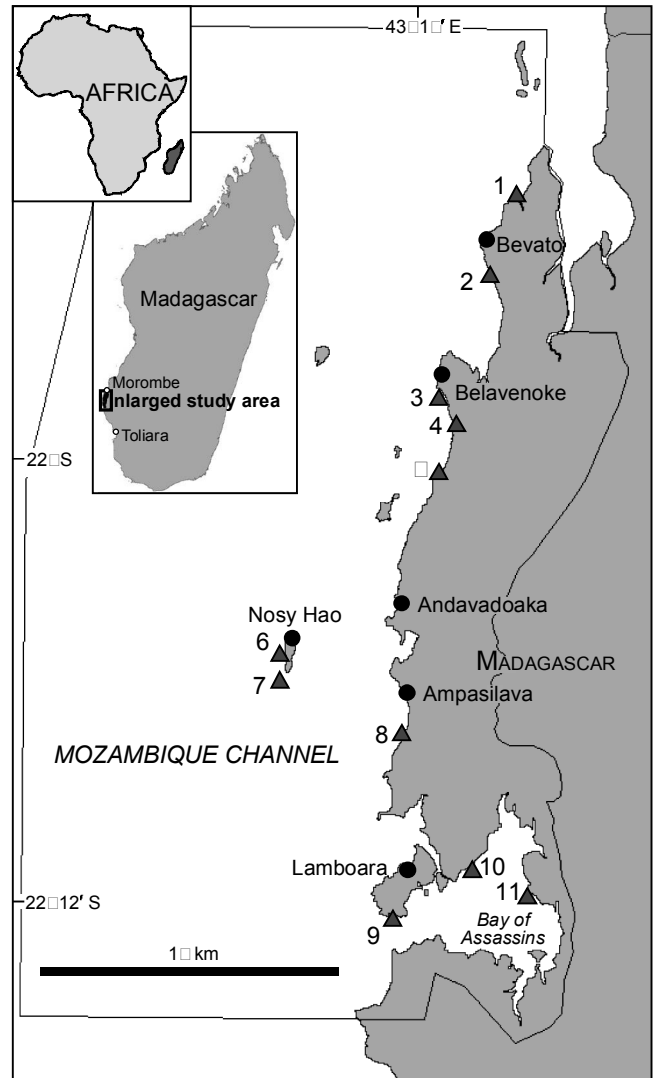 43□1□′ E
AFRICA
1
Bevato
2
Madagascar
Morombe
Belavenoke
□nlarged study area
3
4
Toliara
22□S
□
Andavadoaka
Nosy Hao
6
MADAGASCAR
7
Ampasilava
8
MOZAMBIQUE CHANNEL
Lamboara
10
11
22□12′ S
9
Bay of
Assassins
1□ km